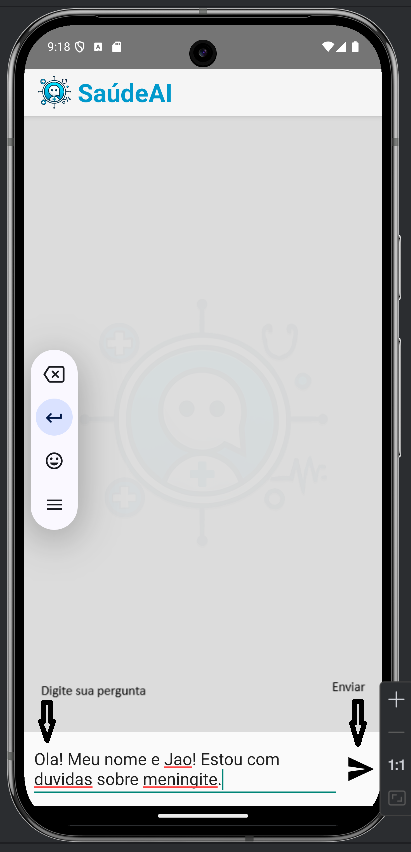 9:18
SaúdeAI
Digite sua pergunta
Enviar
Ola! Meu nome e Jao! Estou com
duvidas sobre meningite.
1:1